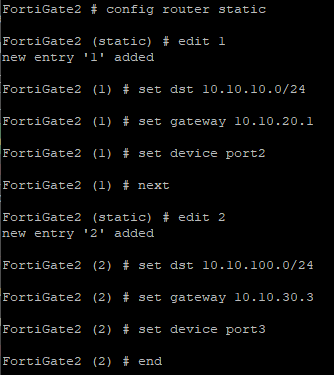 FortiGate2 # config router static
FortiGate2 (static) # edit 1
new entry '1' added
FortiGate2 (1) # set dst 10.10.10.0/24
FortiGate2 (1) # set gateway 10.10.20.1
FortiGate2 (1) # set device port2
FortiGate2 (1) # next
FortiGate2 (static) # edit 2
new entry '2' added
FortiGate2 (2) # set dst 10.10.100.0/24
FortiGate2 (2) # set gateway 10.10.30.3
FortiGate2 (2) # set device port3
FortiGate2 (2) # end